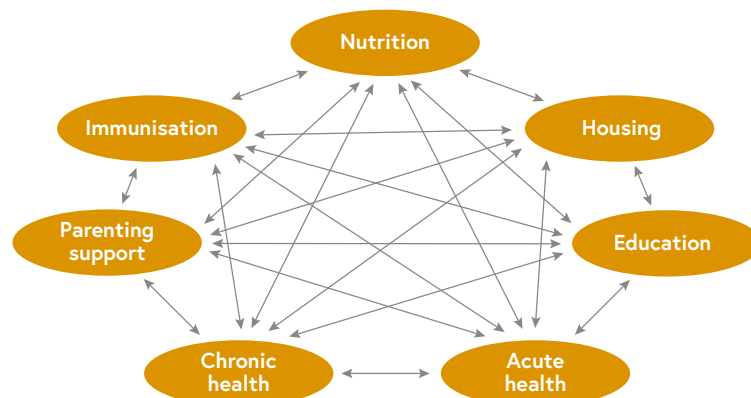 Nutrition
Immunisation
Housing
Parenting
support
Education
Chronic
health
Acute
health